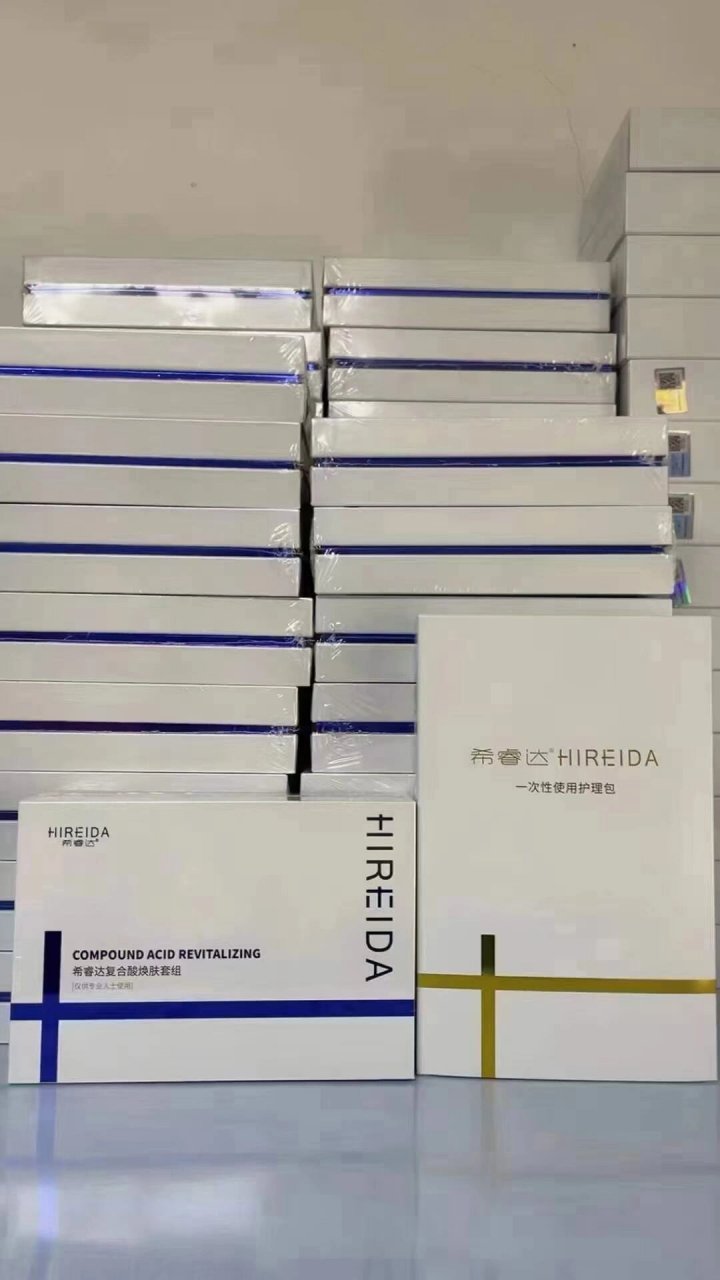 HIREIDA
希睿达®
HIREIDA
COMPOUND ACID REVITALIZING
希睿达复合酸焕肤套组
[仅供专业人士使用]
希睿达®HIREIDA
一次性使用护理包